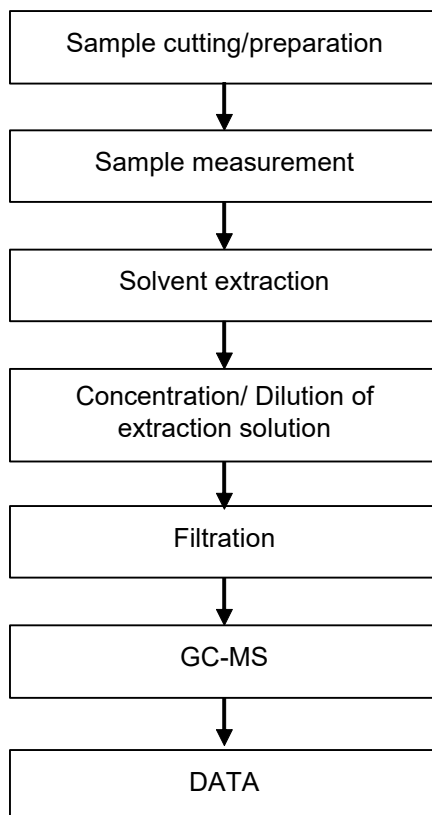 Sample cutting/preparation
Sample measurement
Solvent extraction
Concentration/ Dilution of
extraction solution
Filtration
GC-MS
DATA